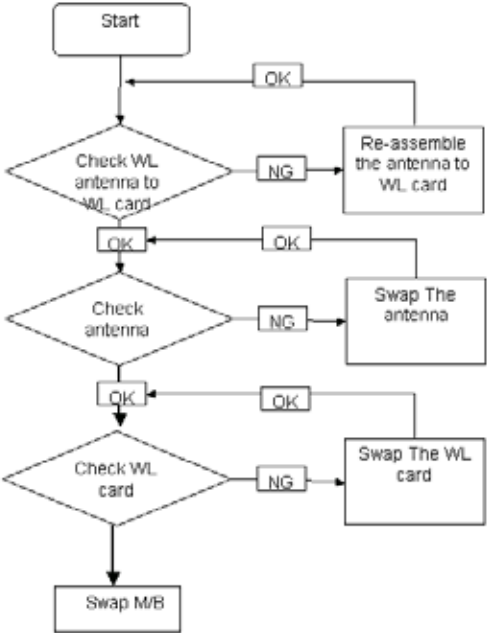 Start
OK
Check WL
antenna to
WL card
NG
Re-assemble
the antenna to
WL card
OK
OK
Check
antenna
NG
Swap The
antenna
OK
OK
Check WL
card
NG
Swap The WL
card
Swap M/B